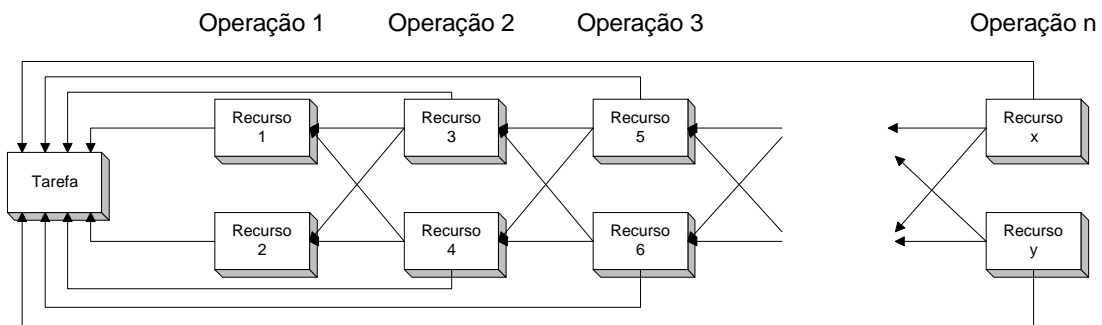 Operação 1
Operação 2
Operação 3
Operação n
Recurso
1
Recurso
3
Recurso
5
Recurso
x
Tarefa
Recurso
2
Recurso
4
Recurso
6
Recurso
y